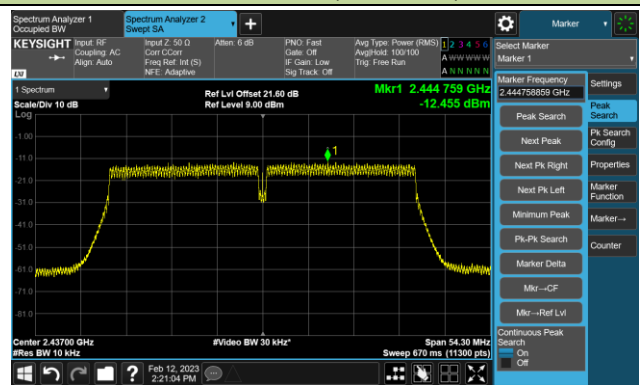 Spectrum Analyzer 1
Occupied BW
Spectrum Analyzer 2
Swept SA
Marker
KEYSIGHT
Input: RF
Coupling: AC
Align: Auto
Input Z: 50 Ω
Corr CCorr
Freq Ref: Int (S)
NFE: Adaptive
Atten: 6 dB
PNO: Fast
Gate: Off
IF Gain: Low
Sig Track: Off
Avg Type: Power (RMS)
Avg|Hold: 100/100
Trig: Free Run
1 2 3 4 5 6
A W W W W W
A N N N N N
LXI
Select Marker
Marker 1
1 Spectrum
Scale/Div 10 dB
Log
Ref Lvl Offset 21.60 dB
Ref Level 9.00 dBm
Mkr1 2.444 759 GHz
-12.455 dBm
-1.00
-11.0
-21.0
-31.0
-41.0
-51.0
-61.0
-71.0
-81.0
1
Center 2.43700 GHz
#Res BW 10 kHz
#Video BW 30 kHz*
Span 54.30 MHz
Sweep 670 ms (11300 pts)
Marker Frequency
2.444758859 GHz
Peak Search
Next Peak
Next Pk Right
Next Pk Left
Minimum Peak
Pk-Pk Search
Marker Delta
Mkr→CF
Mkr→Ref Lvl
Continuous Peak
Search
On
Off
Settings
Peak
Search
Pk Search
Config
Properties
Marker
Function
Marker→
Counter
Feb 12, 2023
2:21:04 PM